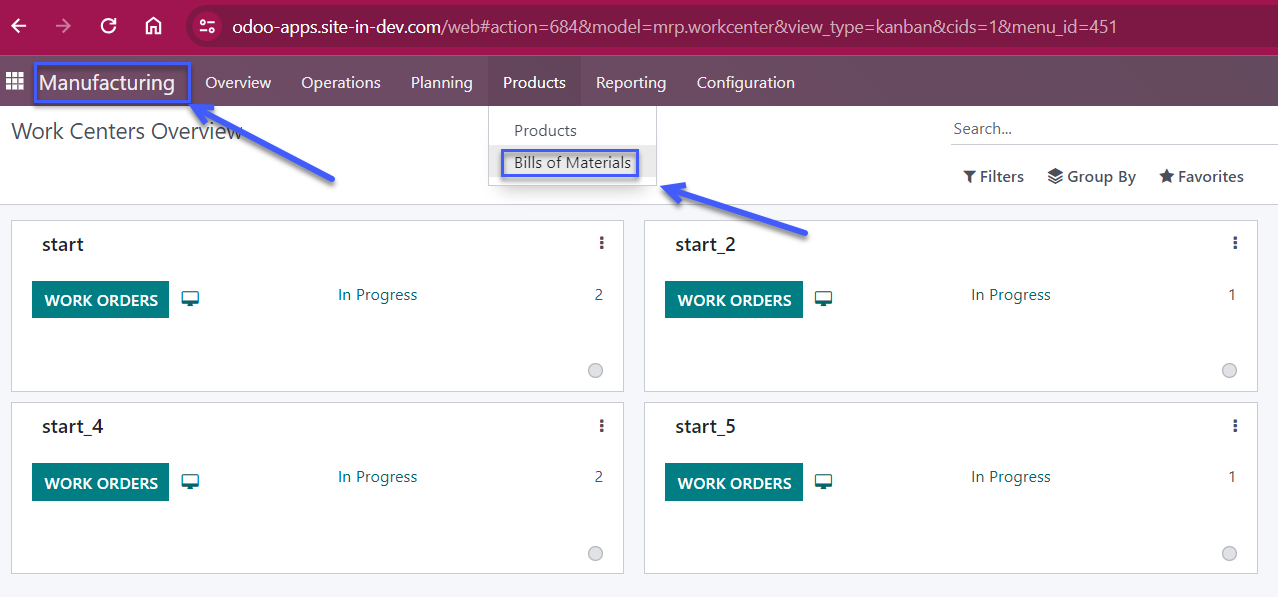 odoo-apps.site-in-dev.com/web#action=684&model=mrp.workcenter&view_type=kanban&cids=1&menu_id=451
Manufacturing Overview Operations Planning Products Reporting Configuration
Work Centers Overview
Products
Bills of Materials
Search...
Filters Group By Favorites
start
WORK ORDERS In Progress 2
start_2
WORK ORDERS In Progress 1
start_4
WORK ORDERS In Progress 2
start_5
WORK ORDERS In Progress 1